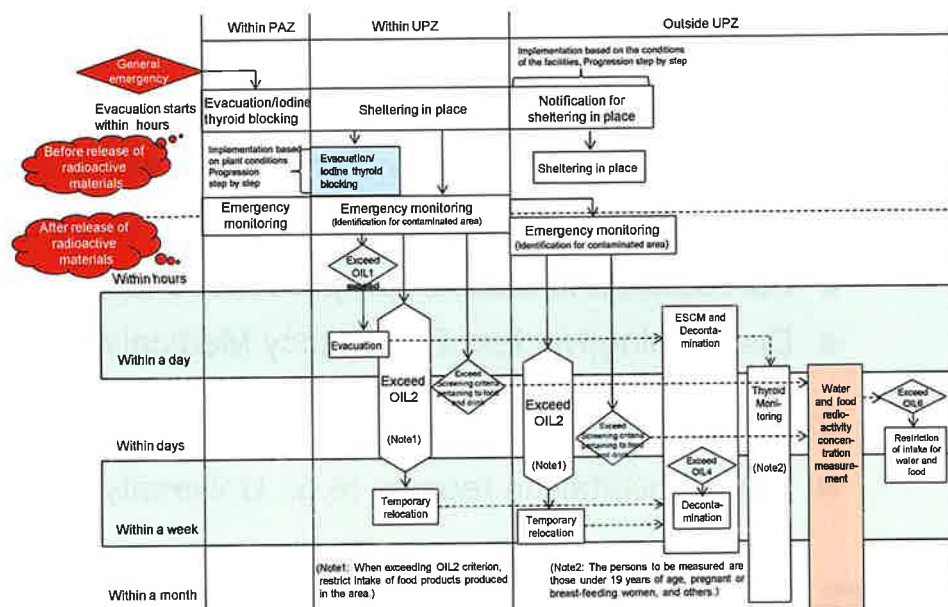 Within PAZ
Within UPZ
Outside UPZ
Implementation based on the conditions
of the facilities, Progression step by step
General
emergency
Evacuation starts
within hours
Evacuation/Iodine
thyroid blocking
Sheltering in place
Notification for
sheltering in place
Before release of
radioactive
materials
Implementation based
on plant conditions
Progression
step by step
Evacuation/
Iodine thyroid
blocking
Sheltering in place
Emergency
monitoring
Emergency monitoring
(Identification for contaminated area)
After release of
radioactive
materials
Emergency monitoring
(Identification for contaminated area)
Within hours
Exceed
OIL1
Within a day
Evacuation
ESCM and
Deconta-
mination
Exceed
OIL2
(Note1)
Exceed
Screening criteria
pertaining to food
and drink
Exceed
OIL2
(Note1)
Exceed
Screening criteria
pertaining to food
and drink
Thyroid
Moni-
toring
(Note2)
Water
and food
radio-
activity
concent-
ration
measure-
ment
Exceed
OIL6
Restriction
of intake for
water and
food
Within days
Exceed
OIL4
Deconta-
mination
Within a week
Temporary
relocation
Temporary
relocation
Within a month
(Note1: When exceeding OIL2 criterion,
restrict intake of food products produced
in the area.)
(Note2: The persons to be measured are
those under 19 years of age, pregnant or
breast-feeding women, and others.)